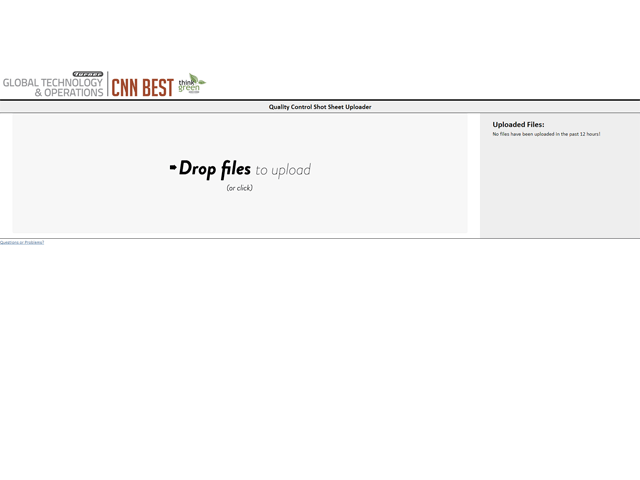 Turner
GLOBAL TECHNOLOGY
& OPERATIONS
CNN BEST
think
green
Quality Control Shot Sheet Uploader
Drop files to upload
(or click)
Uploaded Files:
No files have been uploaded in the past 12 hours!
Questions or Problems?